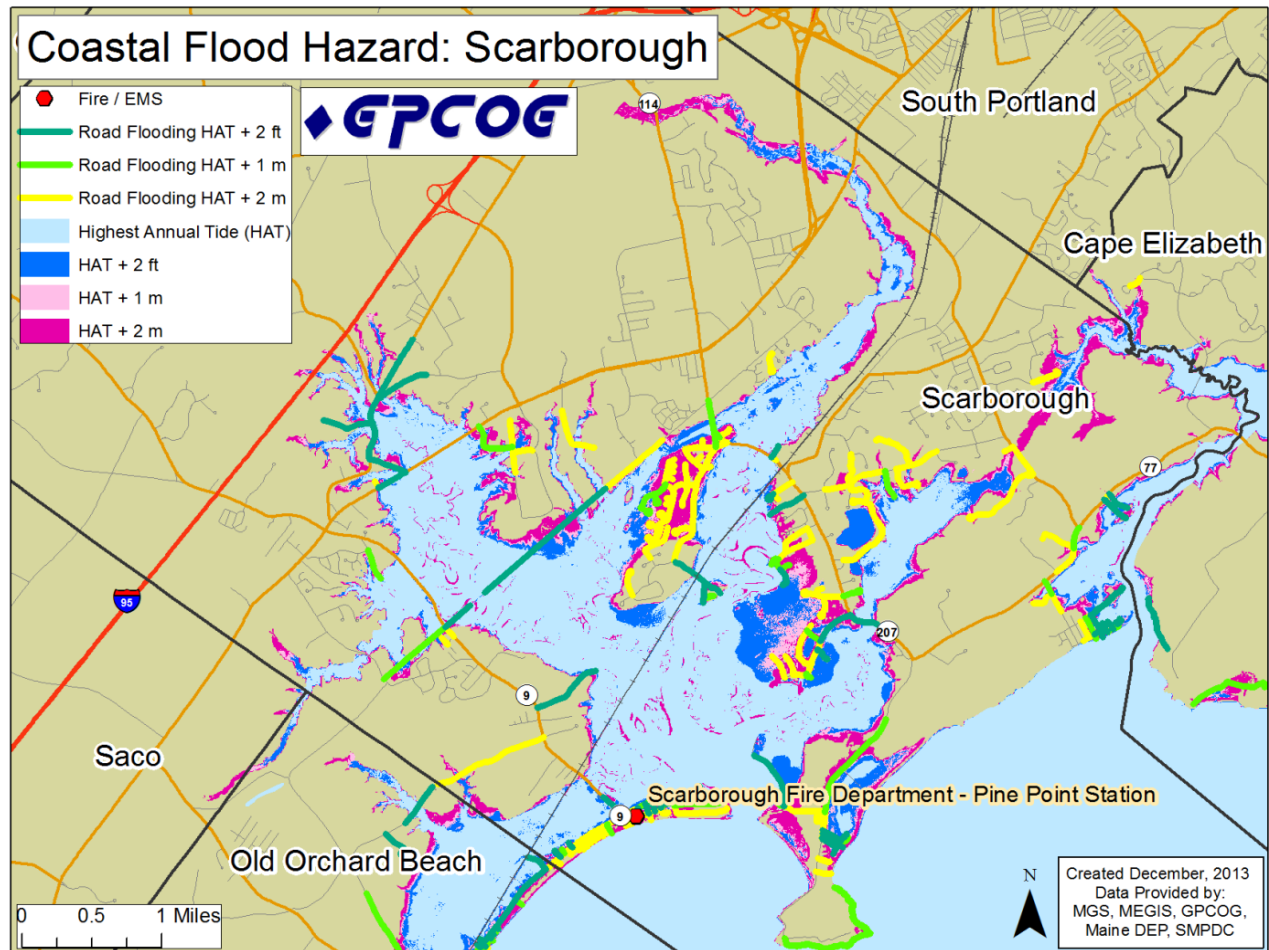 Coastal Flood Hazard: Scarborough
Fire / EMS
Road Flooding HAT + 2 ft
Road Flooding HAT + 1 m
Road Flooding HAT + 2 m
Highest Annual Tide (HAT)
HAT + 2 ft
HAT + 1 m
HAT + 2 m
GPCOG
114
South Portland
Cape Elizabeth
Scarborough
77
95
207
9
Saco
Scarborough Fire Department - Pine Point Station
9
Old Orchard Beach
0 0.5 1 Miles
N
Created December, 2013
Data Provided by:
MGS, MEGIS, GPCOG,
Maine DEP, SMPDC